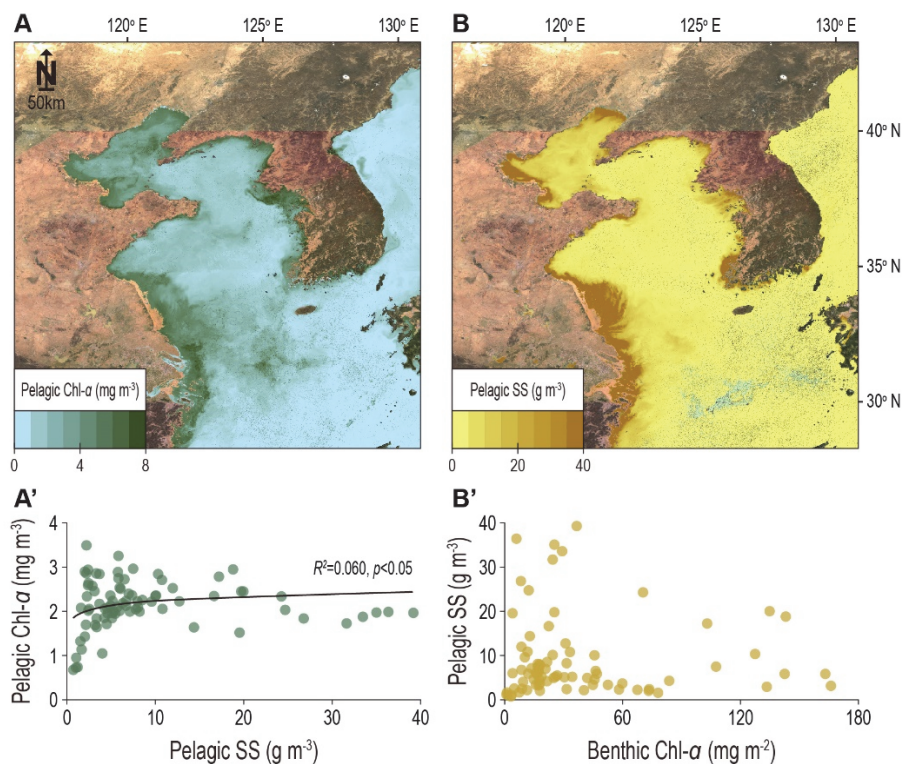 A
B
120° E
125° E
130° E
120° E
125° E
130° E
N
50km
40° N
35° N
30° N
Pelagic Chl-a (mg m⁻³)
0
4
8
Pelagic SS (g m⁻³)
0
20
40
A'
B'
4
3
2
1
0
Pelagic Chl-a (mg m⁻³)
R²=0.060, p<0.05
0
10
20
30
40
Pelagic SS (g m⁻³)
40
30
20
10
0
Pelagic SS (g m⁻³)
0
60
120
180
Benthic Chl-a (mg m⁻²)